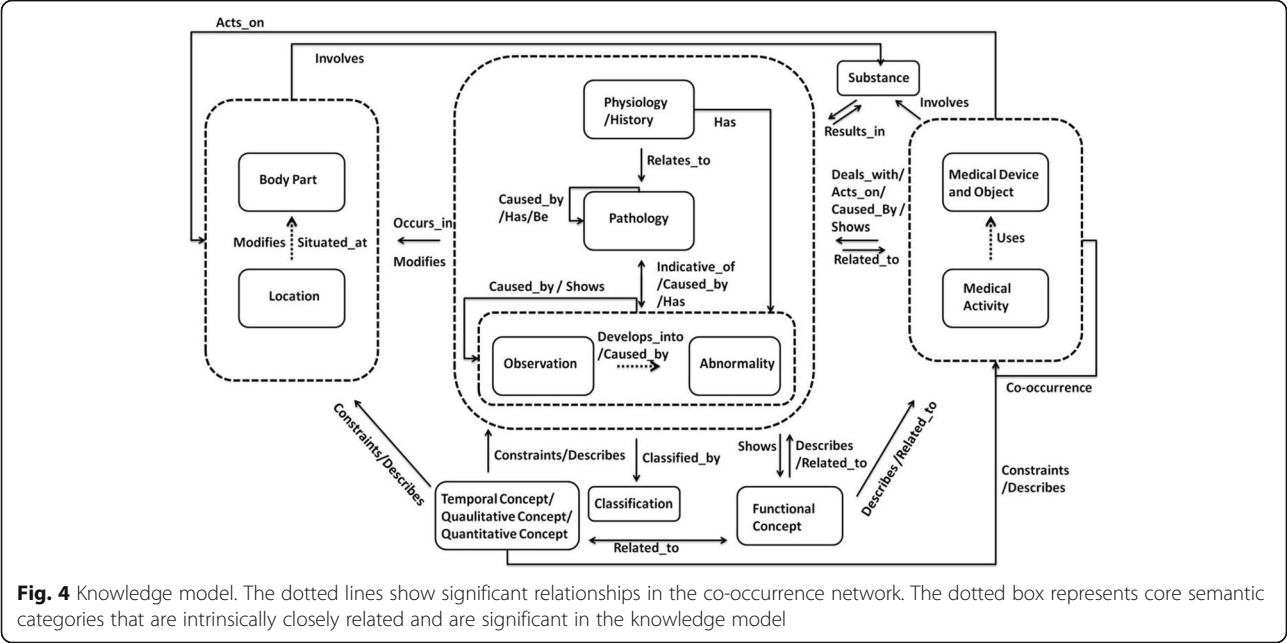 Acts_on
Involves
Substance
Involves
Results_in
Physiology
/History
Has
Relates_to
Body Part
Caused_by
/Has/Be
Pathology
Deals_with/
Acts_on/
Caused_By /
Shows
Related_to
Medical Device
and Object
Modifies
Situated_at
Occurs_in
Modifies
Uses
Location
Indicative_of
/Caused_by
/Has
Medical
Activity
Caused_by / Shows
Develops_into
/Caused_by
Observation
Abnormality
Co-occurrence
Constraints/Describes
Constraints/Describes
Classified_by
Shows
Describes
/Related_to
Describes /Related_to
Constraints
/Describes
Temporal Concept/
Quaulitative Concept/
Quantitative Concept
Classification
Functional
Concept
Related_to
Fig. 4 Knowledge model. The dotted lines show significant relationships in the co-occurrence network. The dotted box represents core semantic
categories that are intrinsically closely related and are significant in the knowledge model